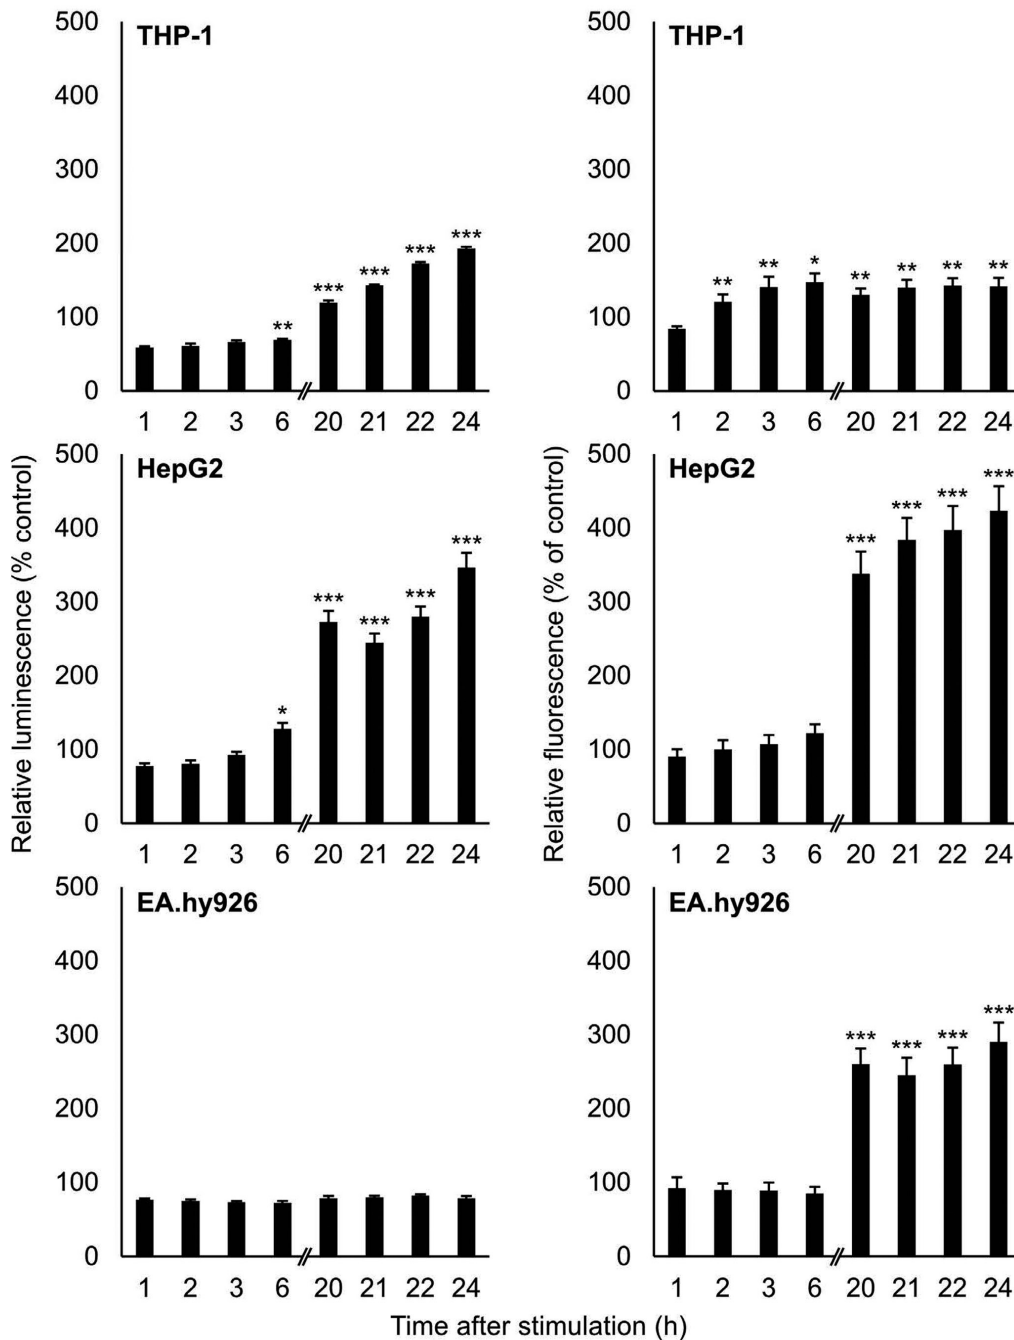 THP-1
500
400
300
200
100
0
** *** *** *** ***
1 2 3 6 20 21 22 24
THP-1
500
400
300
200
100
0
** ** * ** ** ** **
1 2 3 6 20 21 22 24
Relative luminescence (% control)
HepG2
500
400
300
200
100
0
* *** *** *** ***
1 2 3 6 20 21 22 24
Relative fluorescence (% of control)
HepG2
500
400
300
200
100
0
*** *** *** ***
1 2 3 6 20 21 22 24
EA.hy926
500
400
300
200
100
0
1 2 3 6 20 21 22 24
EA.hy926
500
400
300
200
100
0
*** *** *** ***
1 2 3 6 20 21 22 24
Time after stimulation (h)